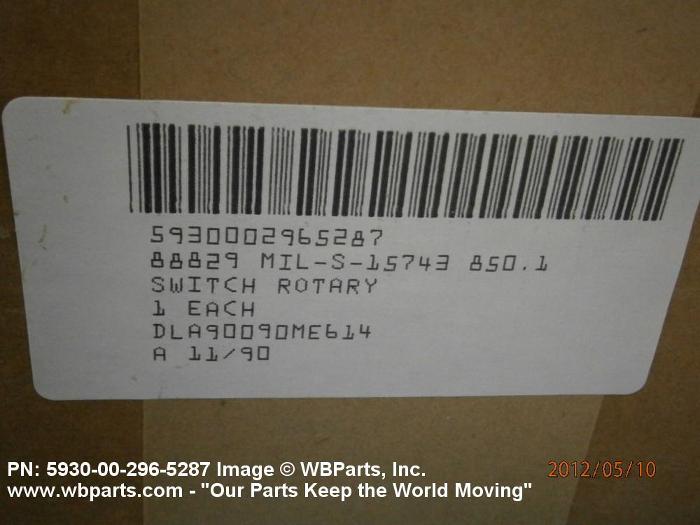 5930002965287
88829 MIL-S-15743 850.1
SWITCH ROTARY
1 EACH
DLA90090ME614
A 11/90
PN: 5930-00-296-5287 Image © WBParts, Inc.
2012/05/10
www.wbparts.com - "Our Parts Keep the World Moving"